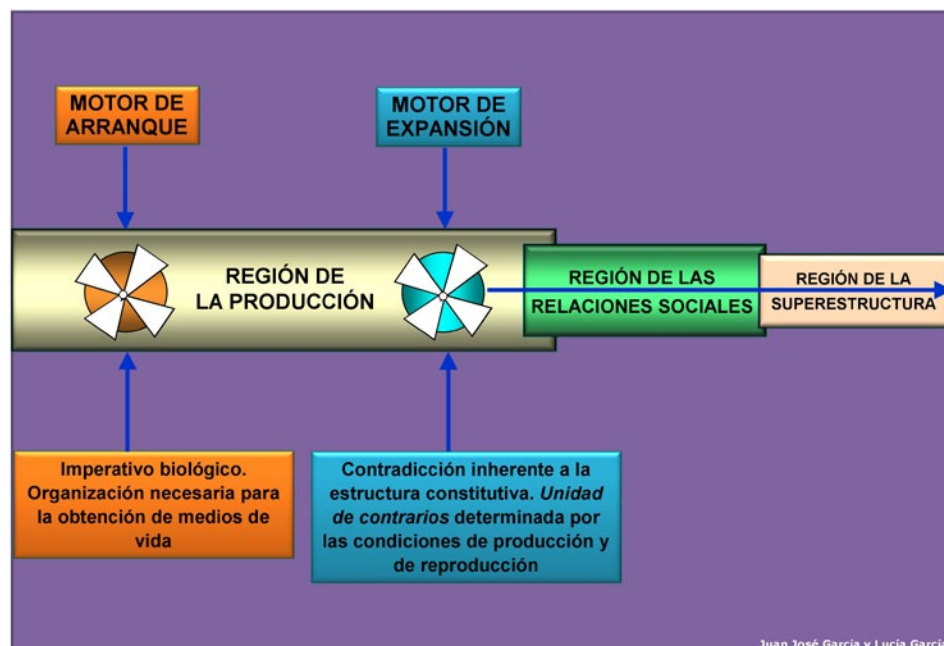 MOTOR DE
ARRANQUE
MOTOR DE
EXPANSIÓN
REGIÓN DE
LA PRODUCCIÓN
REGIÓN DE LAS
RELACIONES SOCIALES
REGIÓN DE LA
SUPERESTRUCTURA
Imperativo biológico.
Organización necesaria para
la obtención de medios de
vida
Contradicción inherente a la
estructura constitutiva. Unidad
de contrarios determinada por
las condiciones de producción y
de reproducción
Juan José García y Lucía García